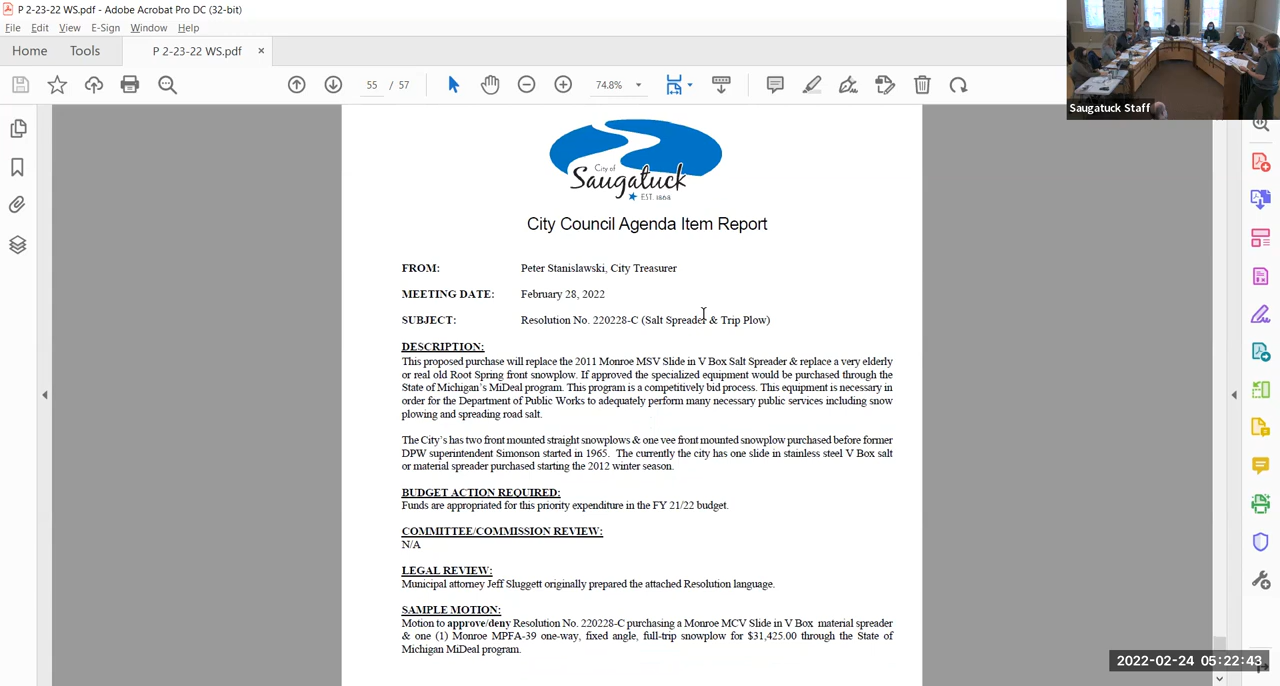 P 2-23-22 WS.pdf - Adobe Acrobat Pro DC (32-bit)
File Edit View E-Sign Window Help
Home Tools P 2-23-22 WS.pdf ×
55 / 57 74.8%
Saugatuck Staff
City of
Saugatuck
EST. 1868
City Council Agenda Item Report
FROM: Peter Stanislawski, City Treasurer
MEETING DATE: February 28, 2022
SUBJECT: Resolution No. 220228-C (Salt Spreader & Trip Plow)
DESCRIPTION:
This proposed purchase will replace the 2011 Monroe MSV Slide in V Box Salt Spreader & replace a very elderly
or real old Root Spring front snowplow. If approved the specialized equipment would be purchased through the
State of Michigan's MiDeal program. This program is a competitively bid process. This equipment is necessary in
order for the Department of Public Works to adequately perform many necessary public services including snow
plowing and spreading road salt.
The City's has two front mounted straight snowplows & one vee front mounted snowplow purchased before former
DPW superintendent Simonson started in 1965. The currently the city has one slide in stainless steel V Box salt
or material spreader purchased starting the 2012 winter season.
BUDGET ACTION REQUIRED:
Funds are appropriated for this priority expenditure in the FY 21/22 budget.
COMMITTEE/COMMISSION REVIEW:
N/A
LEGAL REVIEW:
Municipal attorney Jeff Sluggett originally prepared the attached Resolution language.
SAMPLE MOTION:
Motion to approve/deny Resolution No. 220228-C purchasing a Monroe MCV Slide in V Box material spreader
& one (1) Monroe MPFA-39 one-way, fixed angle, full-trip snowplow for $31,425.00 through the State of
Michigan MiDeal program.
2022-02-24 05:22:43